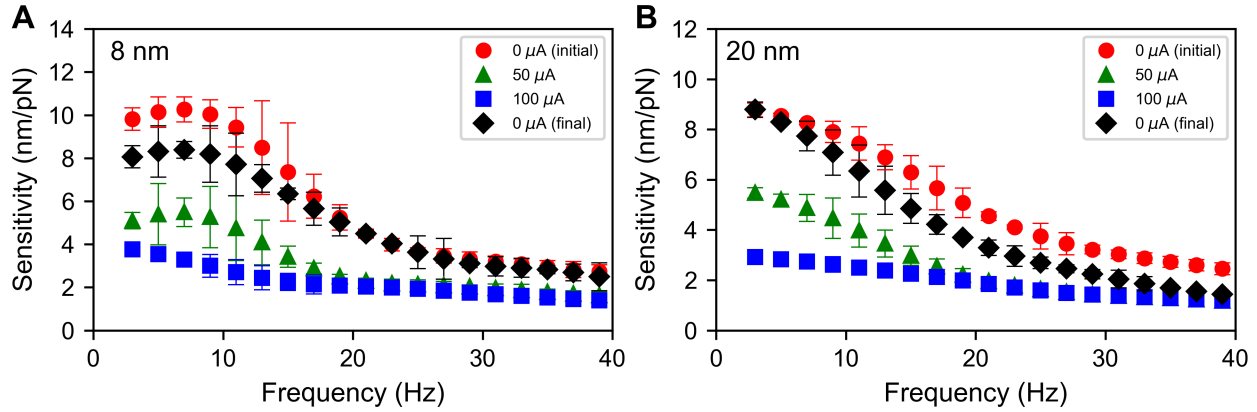 A
8 nm
0 μA (initial)
50 μA
100 μA
0 μA (final)
Sensitivity (nm/pN)
14
12
10
8
6
4
2
0
0 10 20 30 40
Frequency (Hz)
B
20 nm
0 μA (initial)
50 μA
100 μA
0 μA (final)
Sensitivity (nm/pN)
12
10
8
6
4
2
0
0 10 20 30 40
Frequency (Hz)